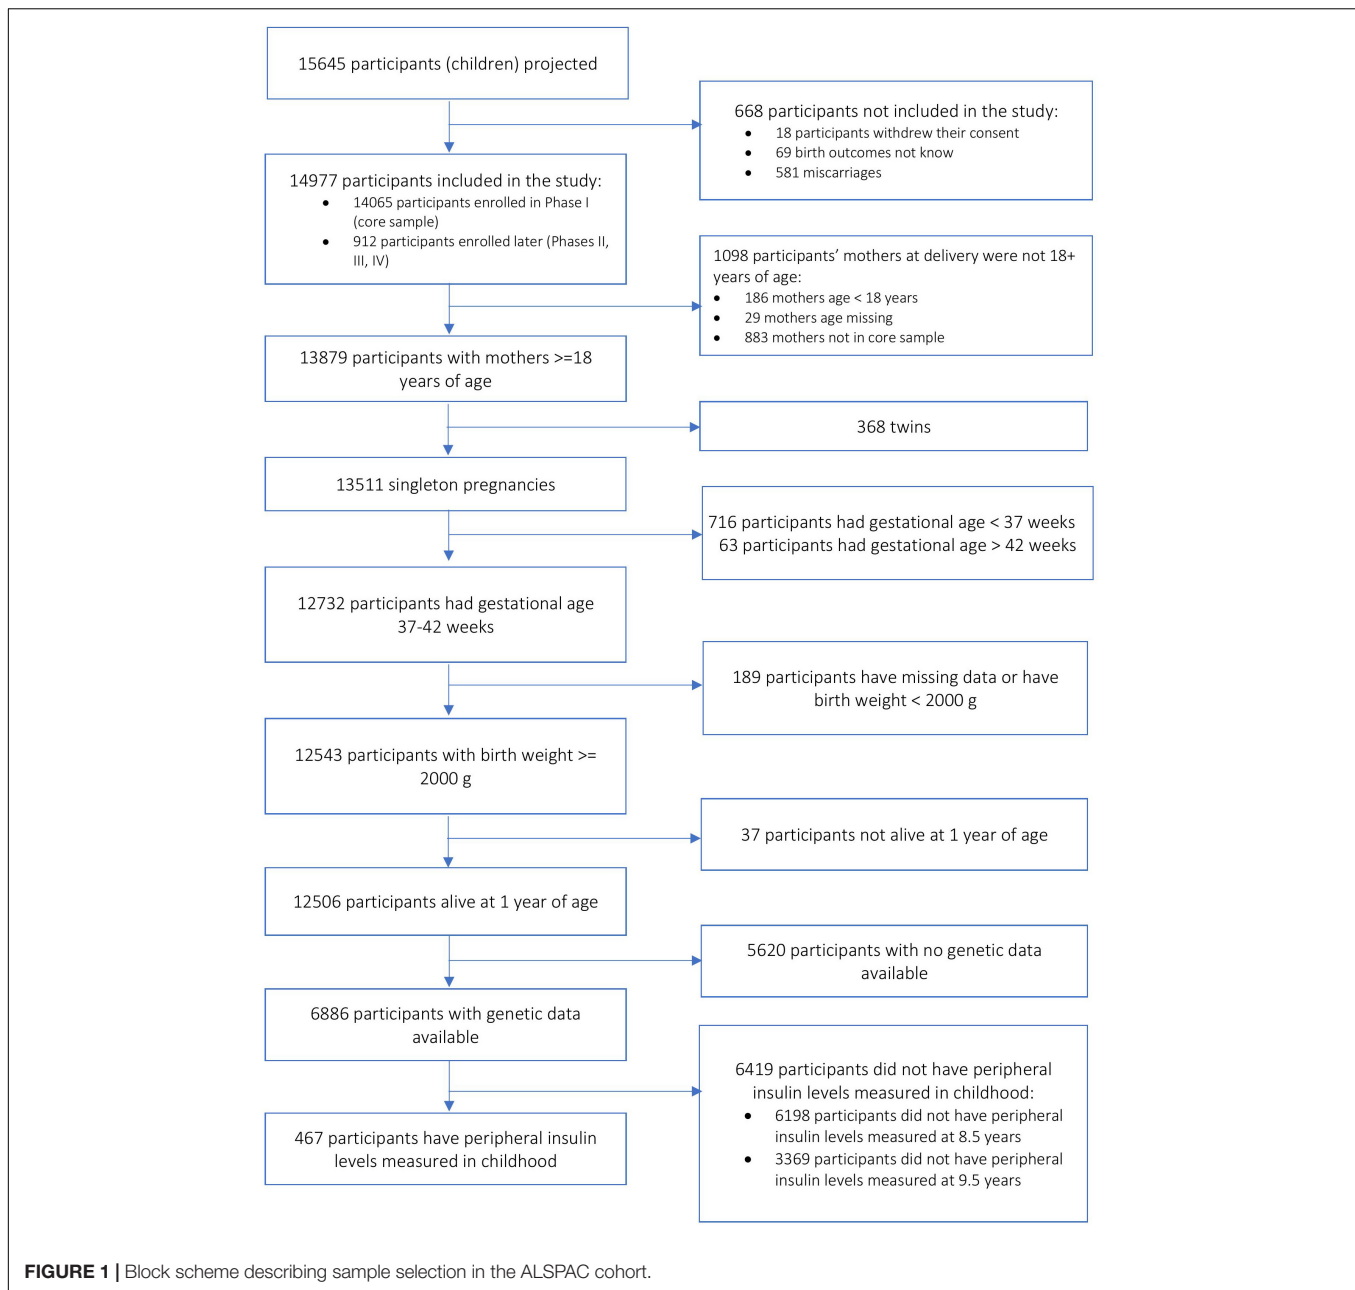 15645 participants (children) projected
668 participants not included in the study:
• 18 participants withdrew their consent
• 69 birth outcomes not know
• 581 miscarriages
14977 participants included in the study:
• 14065 participants enrolled in Phase I
(core sample)
• 912 participants enrolled later (Phases II,
III, IV)
1098 participants’ mothers at delivery were not 18+
years of age:
• 186 mothers age < 18 years
• 29 mothers age missing
• 883 mothers not in core sample
13879 participants with mothers >=18
years of age
368 twins
13511 singleton pregnancies
716 participants had gestational age < 37 weeks
63 participants had gestational age > 42 weeks
12732 participants had gestational age
37-42 weeks
189 participants have missing data or have
birth weight < 2000 g
12543 participants with birth weight >=
2000 g
37 participants not alive at 1 year of age
12506 participants alive at 1 year of age
5620 participants with no genetic data
available
6886 participants with genetic data
available
6419 participants did not have peripheral
insulin levels measured in childhood:
• 6198 participants did not have peripheral
insulin levels measured at 8.5 years
• 3369 participants did not have peripheral
insulin levels measured at 9.5 years
467 participants have peripheral insulin
levels measured in childhood
FIGURE 1 | Block scheme describing sample selection in the ALSPAC cohort.